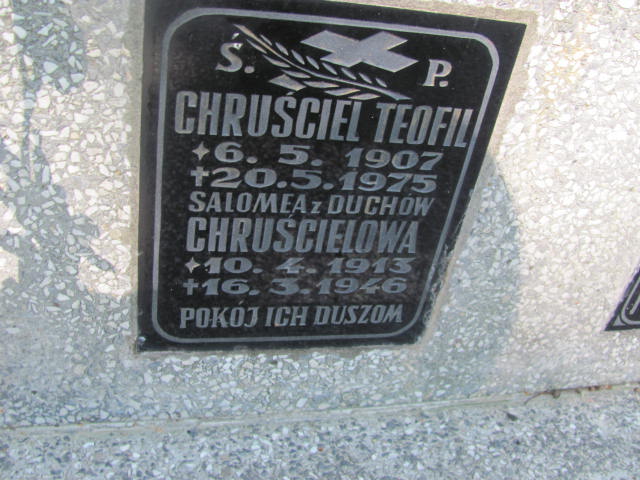 Ś. P.
CHRUŚCIEL TEOFIL
✦6. 5. 1907
†20.5.1975
SALOMEA z DUCHÓW
CHRUŚCIELOWA
✦10. 4. 1913
†16. 3. 1946
POKÓJ ICH DUSZOM